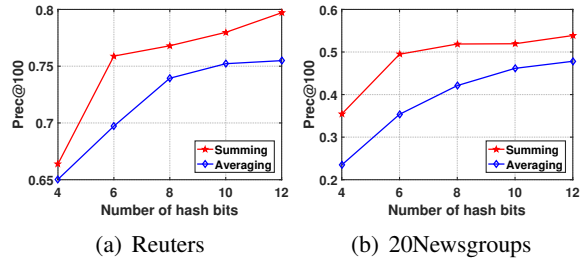 0.8
0.75
0.7
0.65
Prec@100
4 6 8 10 12
Number of hash bits
Summing
Averaging
(a) Reuters
0.6
0.5
0.4
0.3
0.2
Prec@100
4 6 8 10 12
Number of hash bits
Summing
Averaging
(b) 20Newsgroups